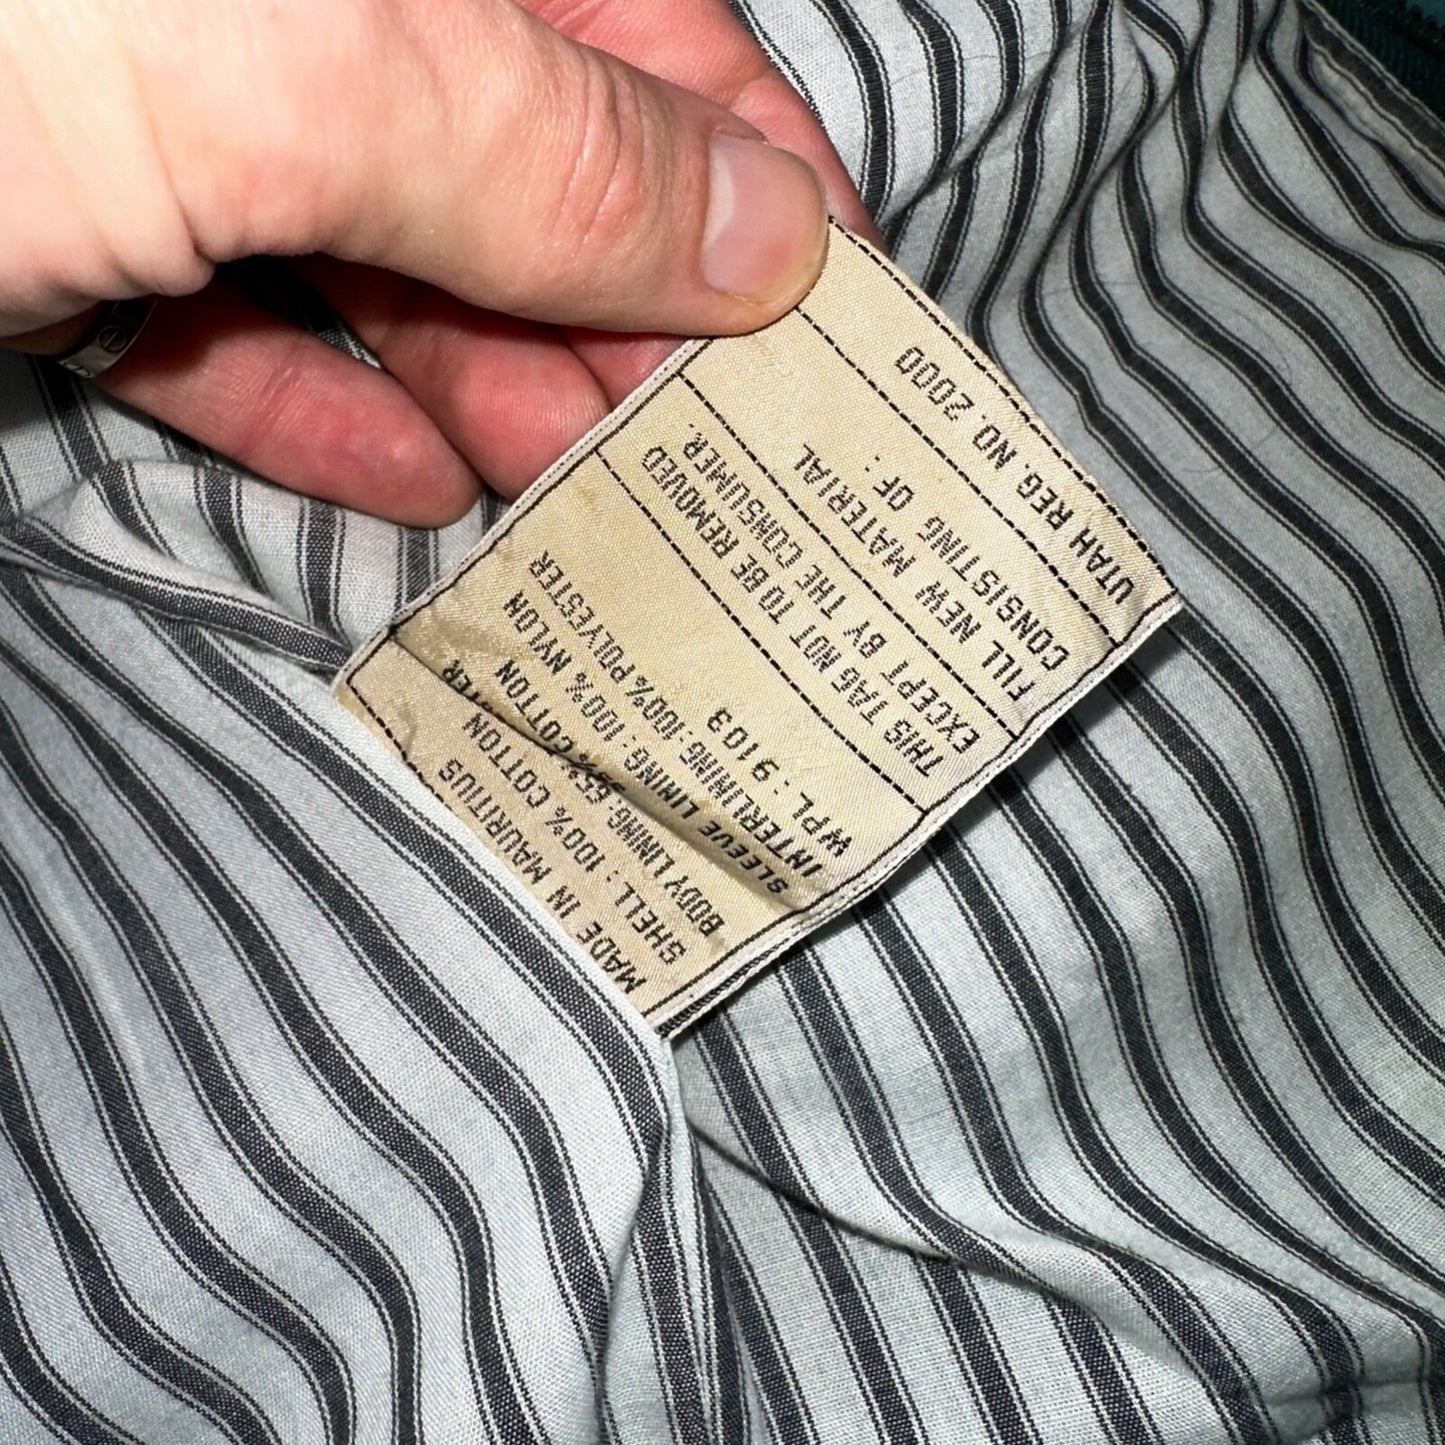 UTAH REG. NO. 2000
FILL NEW MATERIAL
CONSISTING OF :
THIS TAG NOT TO BE REMOVED
EXCEPT BY THE CONSUMER.
MADE IN MAURITIUS
SHELL : 100% COTTON
BODY LINING: 65% COTTON
SLEEVE LINING : 100% NYLON
INTERLINING :100% POLYESTER
WPL : 9103